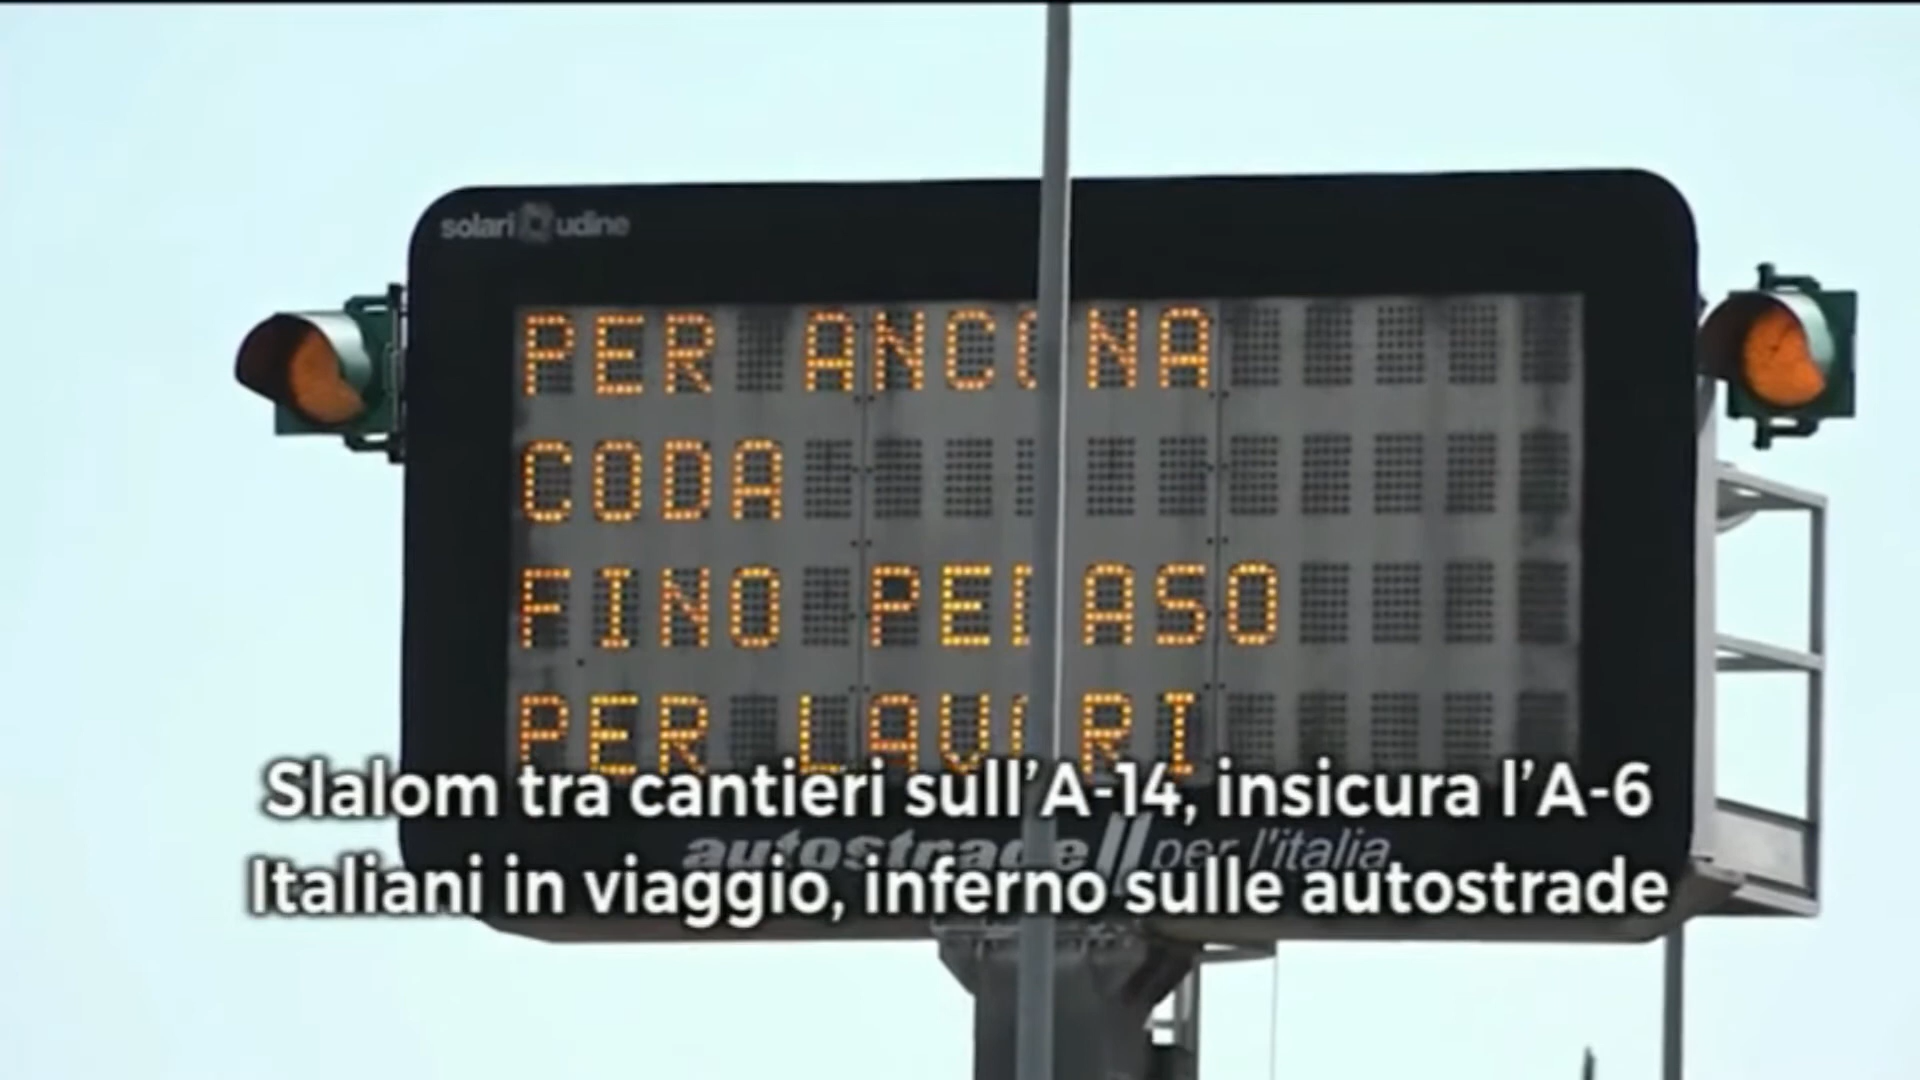 solari udine
PER ANCONA
CODA
FINO PEDASO
PER LAVORI
Slalom tra cantieri sull'A-14, insicura l'A-6
autostrade // per l'italia
Italiani in viaggio, inferno sulle autostrade